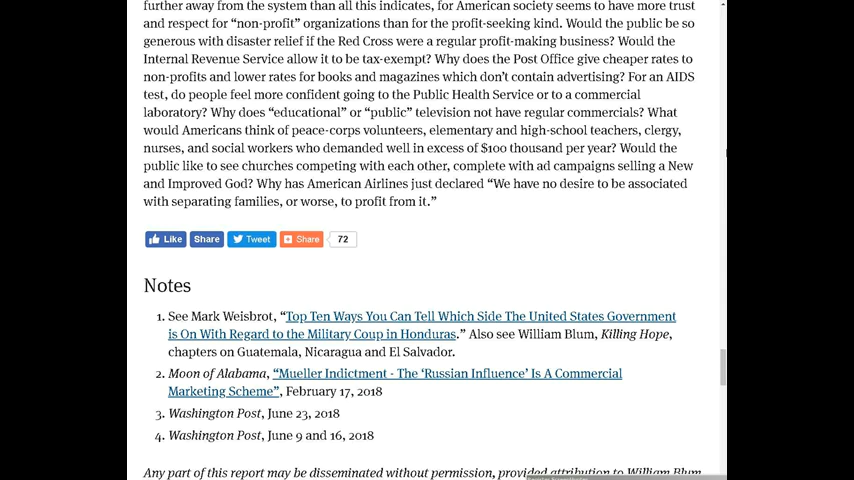 further away from the system than all this indicates, for American society seems to have more trust
and respect for “non-profit” organizations than for the profit-seeking kind. Would the public be so
generous with disaster relief if the Red Cross were a regular profit-making business? Would the
Internal Revenue Service allow it to be tax-exempt? Why does the Post Office give cheaper rates to
non-profits and lower rates for books and magazines which don’t contain advertising? For an AIDS
test, do people feel more confident going to the Public Health Service or to a commercial
laboratory? Why does “educational” or “public” television not have regular commercials? What
would Americans think of peace-corps volunteers, elementary and high-school teachers, clergy,
nurses, and social workers who demanded well in excess of $100 thousand per year? Would the
public like to see churches competing with each other, complete with ad campaigns selling a New
and Improved God? Why has American Airlines just declared “We have no desire to be associated
with separating families, or worse, to profit from it.”
Like Share Tweet Share 72
Notes
1. See Mark Weisbrot, “Top Ten Ways You Can Tell Which Side The United States Government
is On With Regard to the Military Coup in Honduras.” Also see William Blum, Killing Hope,
chapters on Guatemala, Nicaragua and El Salvador.
2. Moon of Alabama, “Mueller Indictment - The ‘Russian Influence’ Is A Commercial
Marketing Scheme”, February 17, 2018
3. Washington Post, June 23, 2018
4. Washington Post, June 9 and 16, 2018
Any part of this report may be disseminated without permission, provided attribution to William Blum